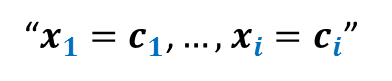 “x₁ = c₁, …, xᵢ = cᵢ”